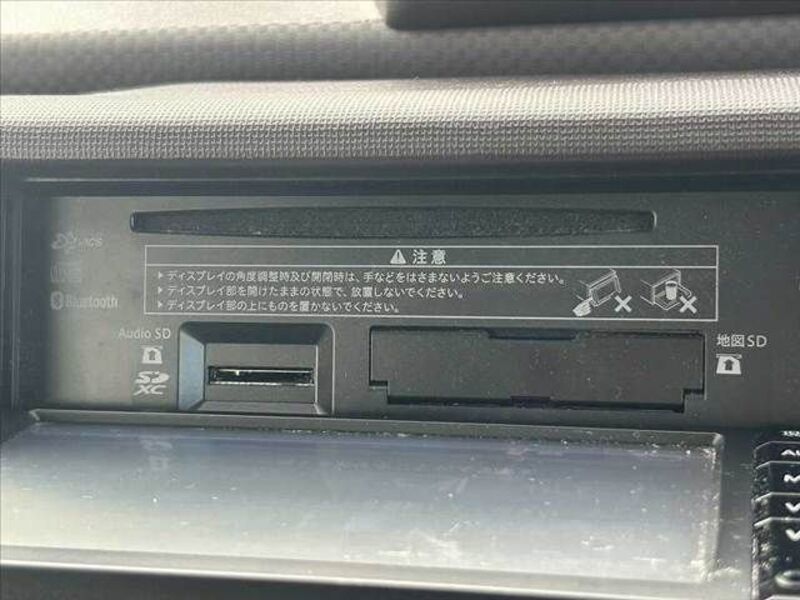 VICS
注意
ディスプレイの角度調整時及び開閉時は、手などをはさまないようご注意ください。
ディスプレイ部を開けたままの状態で、放置しないでください。
ディスプレイ部の上にものを置かないでください。
Bluetooth
Audio SD
地図SD
SD
XC